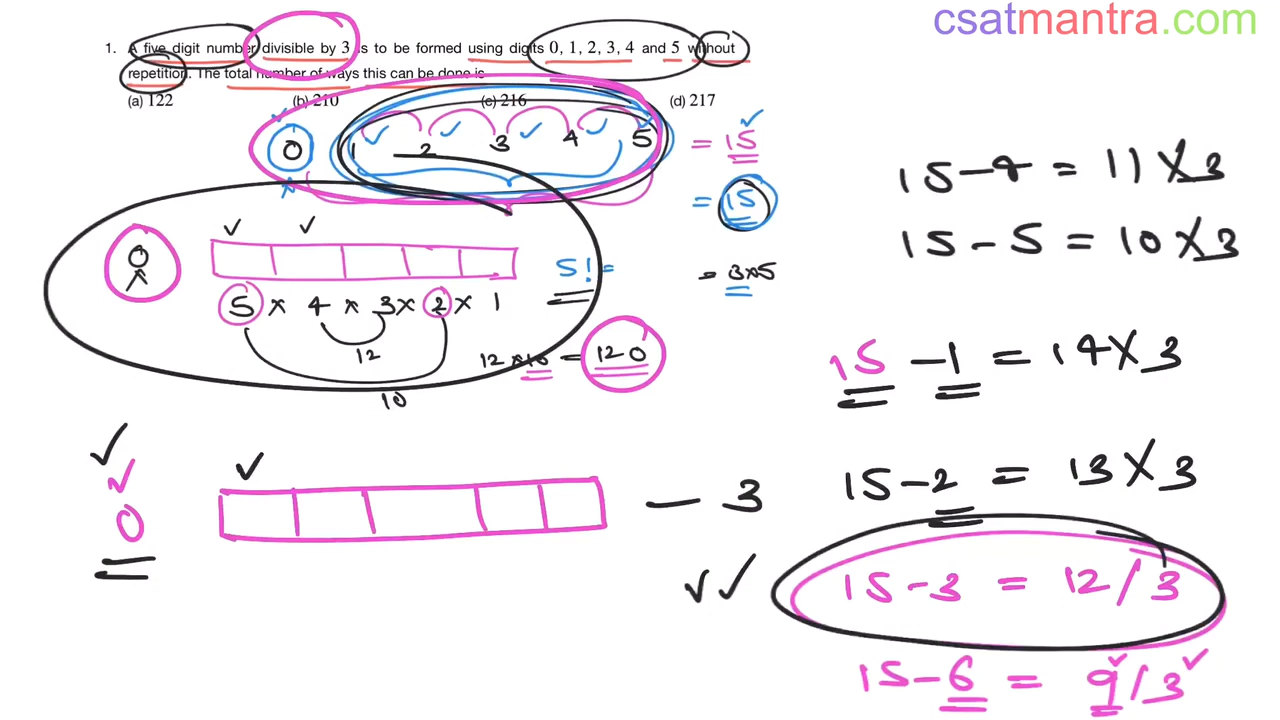 csatmantra.com
1. A five digit number divisible by 3 is to be formed using digits 0, 1, 2, 3, 4 and 5 without
repetition. The total number of ways this can be done is
(a) 122 (b) 210 (c) 216 (d) 217
0 1 2 3 4 5 = 15
= 15
0
5! =
= 3x5
5 x 4 x 3 x 2 x 1
12
12 x 10 = 120
10
0
- 3
15 - 4 = 11 X 3
15 - 5 = 10 X 3
15 - 1 = 14 X 3
15 - 2 = 13 X 3
15 - 3 = 12 / 3
15 - 6 = 9 / 3